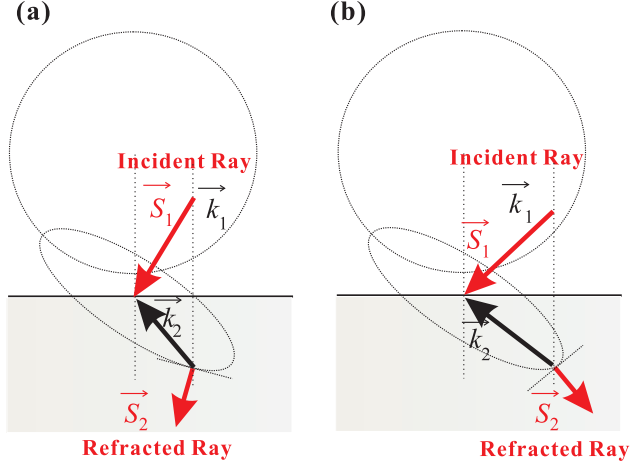 (a)
Incident Ray
S₁
k₁
k₂
S₂
Refracted Ray
(b)
Incident Ray
k₁
S₁
k₂
S₂
Refracted Ray